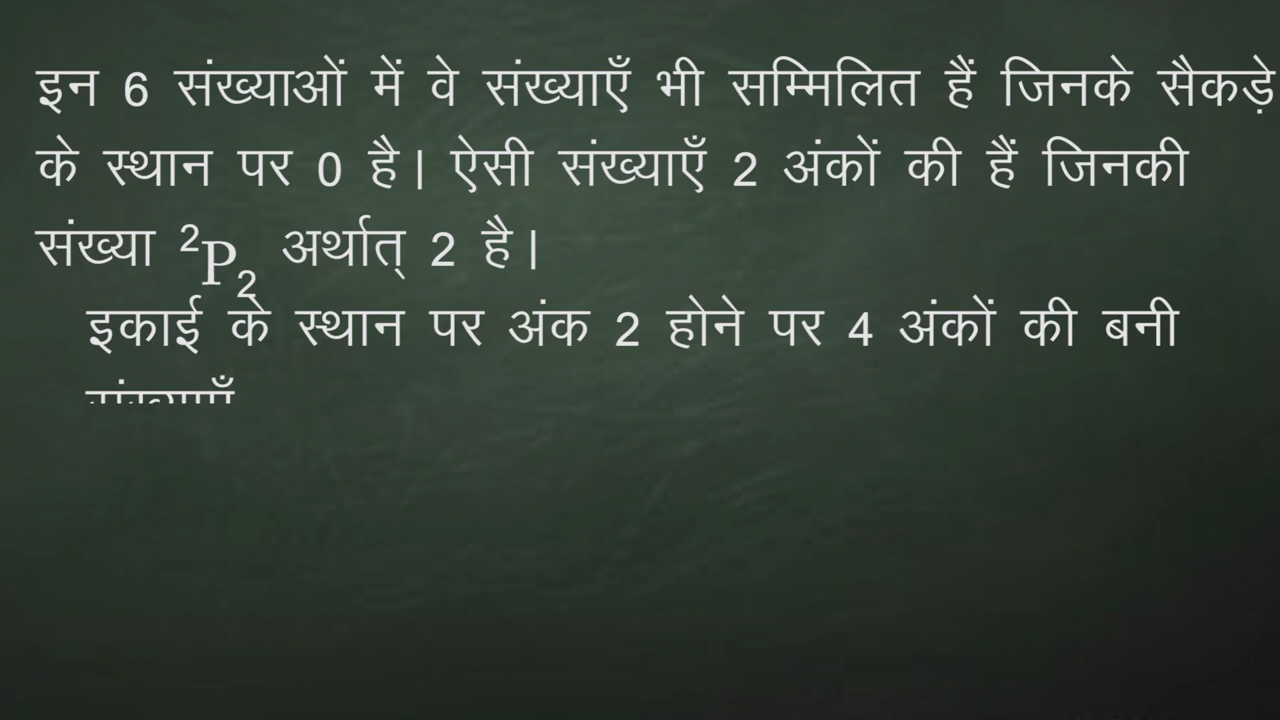 इन 6 संख्याओं में वे संख्याएँ भी सम्मिलित हैं जिनके सैकड़े
के स्थान पर 0 है। ऐसी संख्याएँ 2 अंकों की हैं जिनकी
संख्या ²P₂ अर्थात् 2 है।
इकाई के स्थान पर अंक 2 होने पर 4 अंकों की बनी